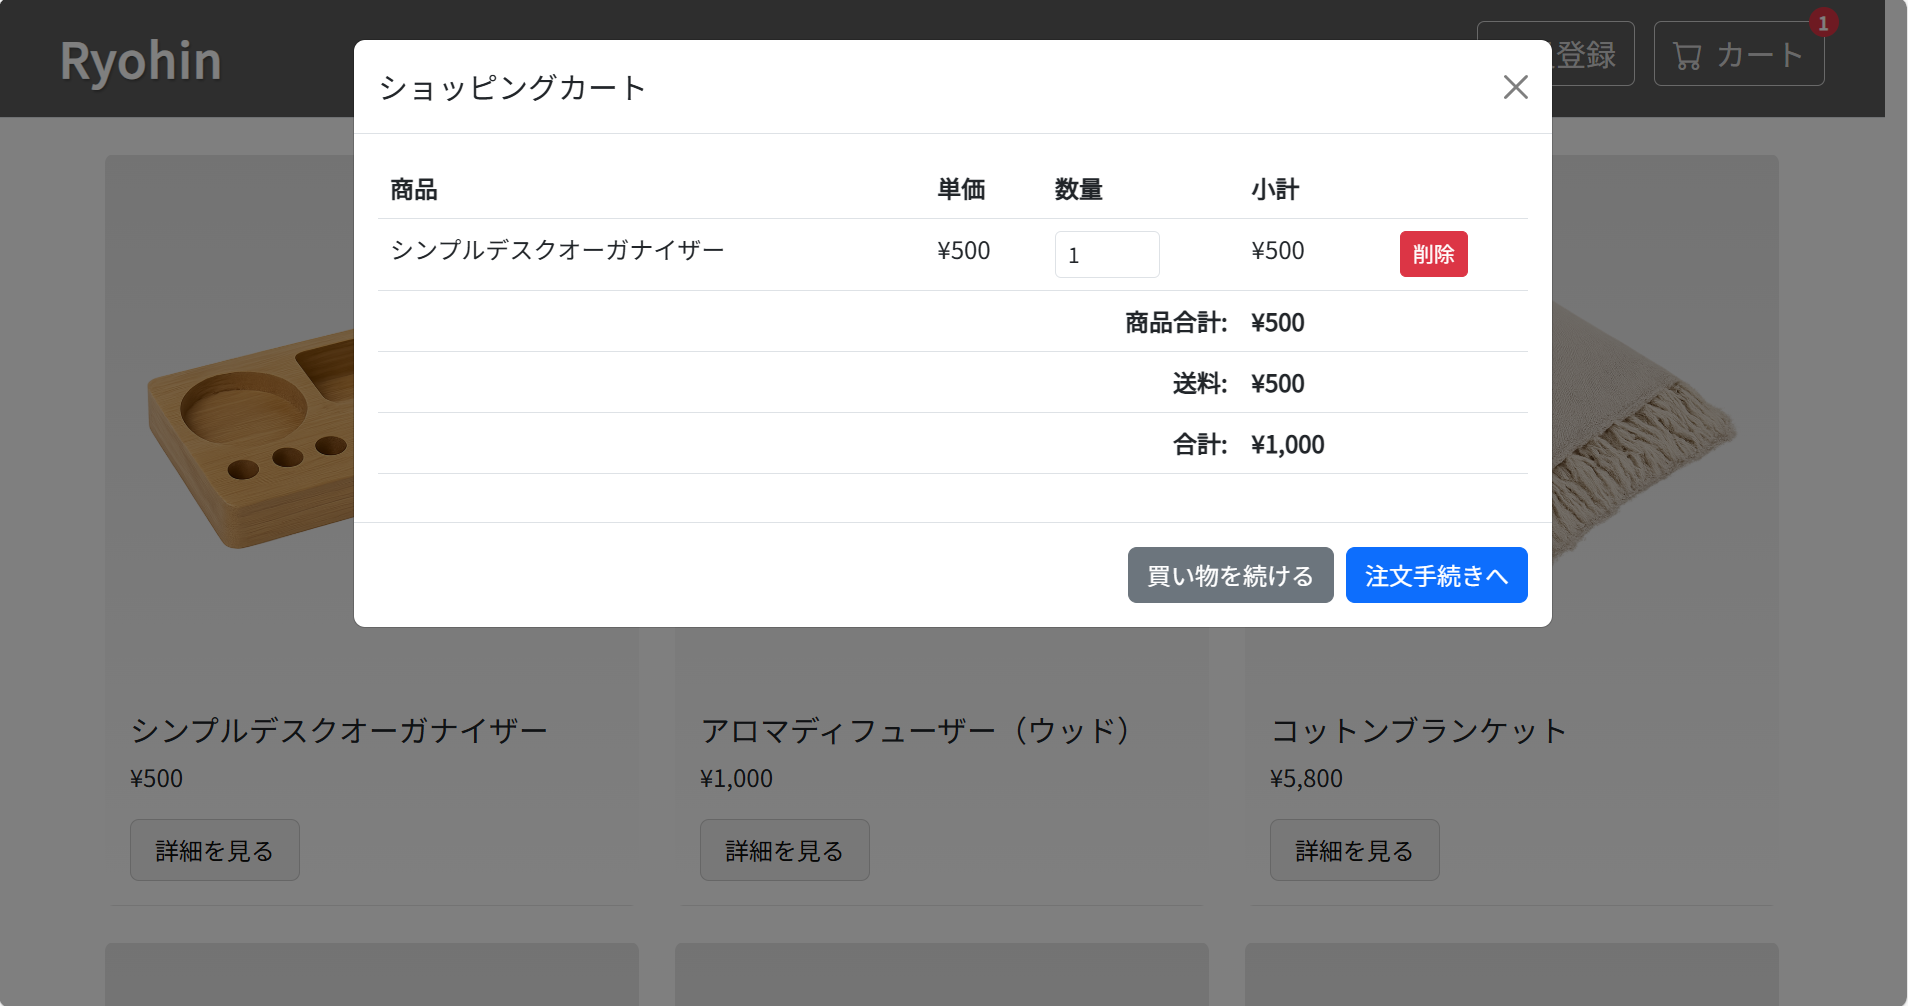 Ryohin
登録
カート
1
ショッピングカート
商品 単価 数量 小計
シンプルデスクオーガナイザー ¥500 1 ¥500 削除
商品合計: ¥500
送料: ¥500
合計: ¥1,000
買い物を続ける 注文手続きへ
シンプルデスクオーガナイザー
¥500
詳細を見る
アロマディフューザー（ウッド）
¥1,000
詳細を見る
コットンブランケット
¥5,800
詳細を見る